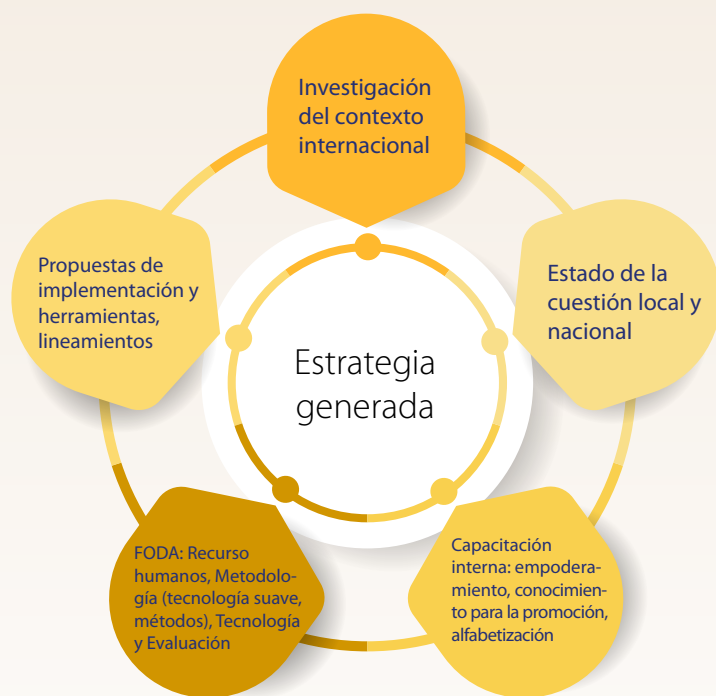 Investigación
del contexto
internacional
Estado de la
cuestión local y
nacional
Capacitación
interna: empodera-
miento, conocimien-
to para la promoción,
alfabetización
FODA: Recurso
humanos, Metodolo-
gía (tecnología suave,
métodos), Tecnología
y Evaluación
Propuestas de
implementación y
herramientas,
lineamientos
Estrategia
generada